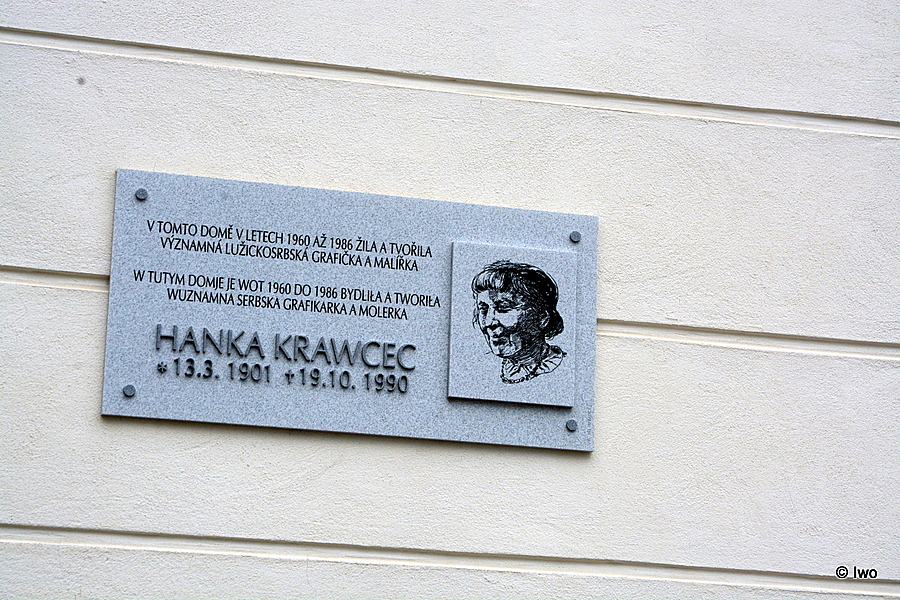 V TOMTO DOMĚ V LETECH 1960 AŽ 1986 ŽILA A TVOŘILA
VÝZNAMNÁ LUŽICKOSRBSKÁ GRAFIČKA A MALÍŘKA
W TUTYM DOMJE JE WOT 1960 DO 1986 BYDLIŁA A TWORIŁA
WUZNAMNA SERBSKA GRAFIKARKA A MOLERKA
HANKA KRAWCEC
*13.3. 1901 +19.10. 1990
© Iwo